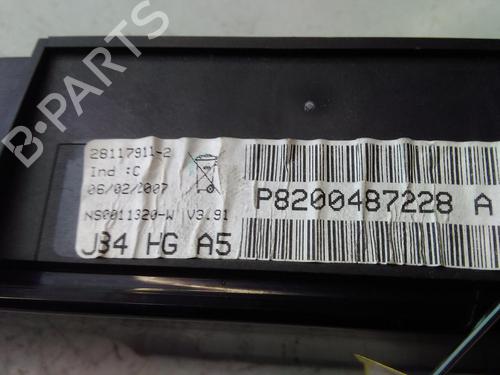 B-PARTS
28117911-2
Ind :C
06/02/2007
NS0011320-W V3.91
J34 HG A5
P8200487228 A